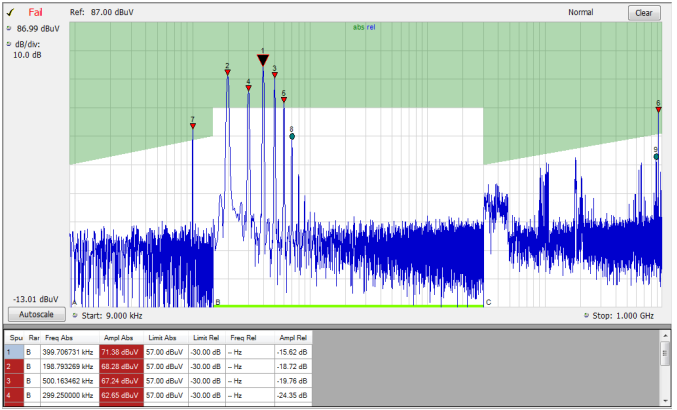 Fail Ref: 87.00 dBuV Normal Clear
86.99 dBuV
dB/div:
10.0 dB
abs rel
1
2
3
4
5
6
7
8
9
A
B
C
-13.01 dBuV
Autoscale
Start: 9.000 kHz Stop: 1.000 GHz
Spu Rar Freq Abs Ampl Abs Limit Abs Limit Rel Freq Rel Ampl Rel
1 B 399.706731 kHz 71.38 dBuV 57.00 dBuV -30.00 dB -- Hz -15.62 dB
2 B 198.793269 kHz 68.28 dBuV 57.00 dBuV -30.00 dB -- Hz -18.72 dB
3 B 500.163462 kHz 67.24 dBuV 57.00 dBuV -30.00 dB -- Hz -19.76 dB
4 B 299.250000 kHz 62.65 dBuV 57.00 dBuV -30.00 dB -- Hz -24.35 dB